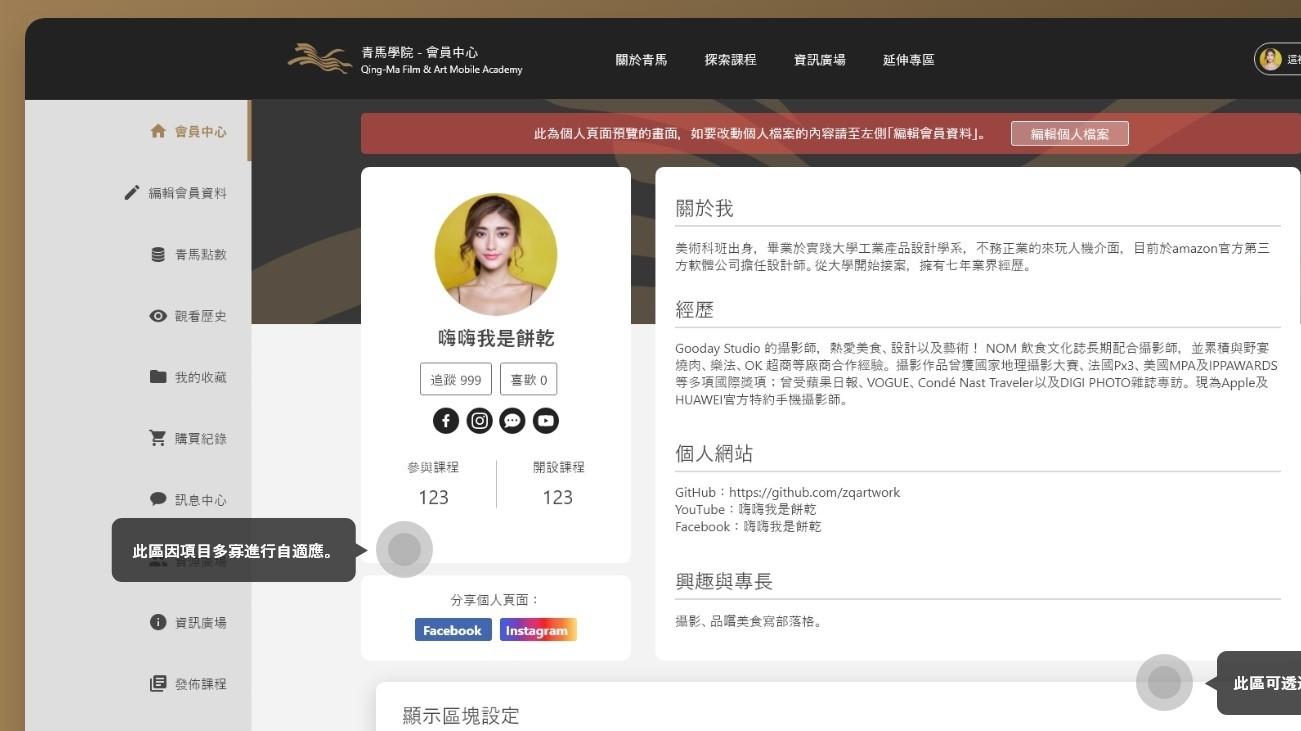 青馬學院 - 會員中心
Qing-Ma Film & Art Mobile Academy
關於青馬
探索課程
資訊廣場
延伸專區
會員中心
編輯會員資料
青馬點數
觀看歷史
我的收藏
購買紀錄
訊息中心
資訊廣場
發佈課程
此為個人頁面預覽的畫面，如要改動個人檔案的內容請至左側「編輯會員資料」。
編輯個人檔案
嗨嗨我是餅乾
追蹤 999
喜歡 0
參與課程
開設課程
123
123
此區因項目多寡進行自適應。
分享個人頁面：
Facebook
Instagram
關於我
美術科班出身，畢業於實踐大學工業產品設計學系，不務正業的來玩人機介面，目前於amazon官方第三
方軟體公司擔任設計師。從大學開始接案，擁有七年業界經歷。
經歷
Gooday Studio 的攝影師，熱愛美食、設計以及藝術！ NOM 飲食文化誌長期配合攝影師，並累積與野宴
燒肉、樂法、OK 超商等廠商合作經驗。攝影作品曾獲國家地理攝影大賽、法國Px3、美國MPA及IPPAWARDS
等多項國際獎項；曾受蘋果日報、VOGUE、Condé Nast Traveler以及DIGI PHOTO雜誌專訪。現為Apple及
HUAWEI官方特約手機攝影師。
個人網站
GitHub：https://github.com/zqartwork
YouTube：嗨嗨我是餅乾
Facebook：嗨嗨我是餅乾
興趣與專長
攝影、品嚐美食寫部落格。
此區可透
顯示區塊設定